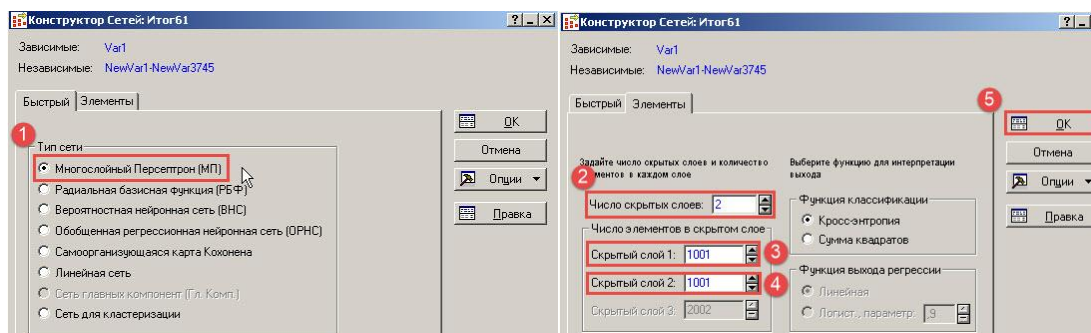 Конструктор Сетей: Итог61
Зависимые: Var1
Независимые: NewVar1-NewVar3745
Быстрый Элементы
1
Тип сети
Многослойный Персептрон (МП)
Радиальная базисная функция (РБФ)
Вероятностная нейронная сеть (ВНС)
Обобщенная регрессионная нейронная сеть (ОРНС)
Самоорганизующаяся карта Кохонена
Линейная сеть
Сеть главных компонент (Гл. Комп.)
Сеть для кластеризации
OK
Отмена
Опции
Правка
Конструктор Сетей: Итог61
Зависимые: Var1
Независимые: NewVar1-NewVar3745
Быстрый Элементы
Задайте число скрытых слоев и количество
элементов в каждом слое
2
Число скрытых слоев: 2
Число элементов в скрытом слое
Скрытый слой 1: 1001
3
Скрытый слой 2: 1001
4
Скрытый слой 3: 2002
Выберите функцию для интерпретации
выхода
Функция классификации
Кросс-энтропия
Сумма квадратов
Функция выхода регрессии
Линейная
Логист., параметр: ,9
5
OK
Отмена
Опции
Правка